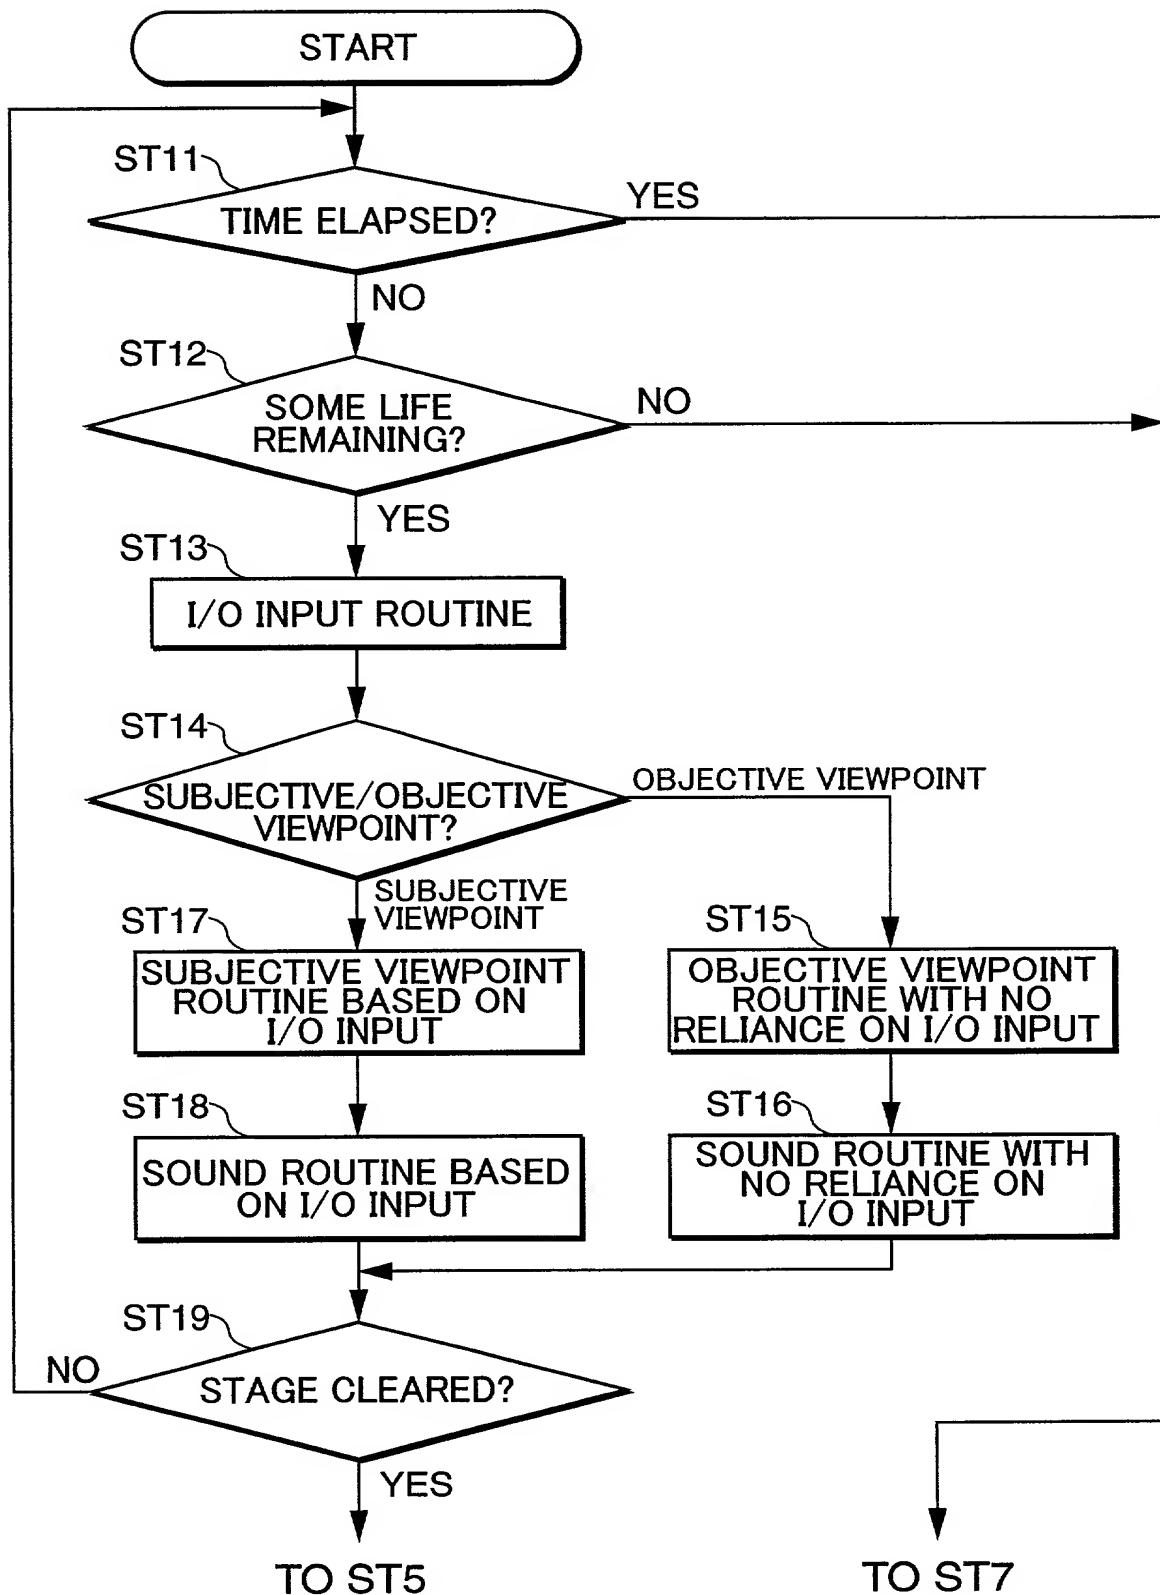 START
ST11
TIME ELAPSED?
YES
NO
ST12
SOME LIFE
REMAINING?
NO
YES
ST13
I/O INPUT ROUTINE
ST14
SUBJECTIVE/OBJECTIVE
VIEWPOINT?
OBJECTIVE VIEWPOINT
SUBJECTIVE
VIEWPOINT
ST17
SUBJECTIVE VIEWPOINT
ROUTINE BASED ON
I/O INPUT
ST15
OBJECTIVE VIEWPOINT
ROUTINE WITH NO
RELIANCE ON I/O INPUT
ST18
SOUND ROUTINE BASED
ON I/O INPUT
ST16
SOUND ROUTINE WITH
NO RELIANCE ON
I/O INPUT
ST19
STAGE CLEARED?
NO
YES
TO ST5
TO ST7